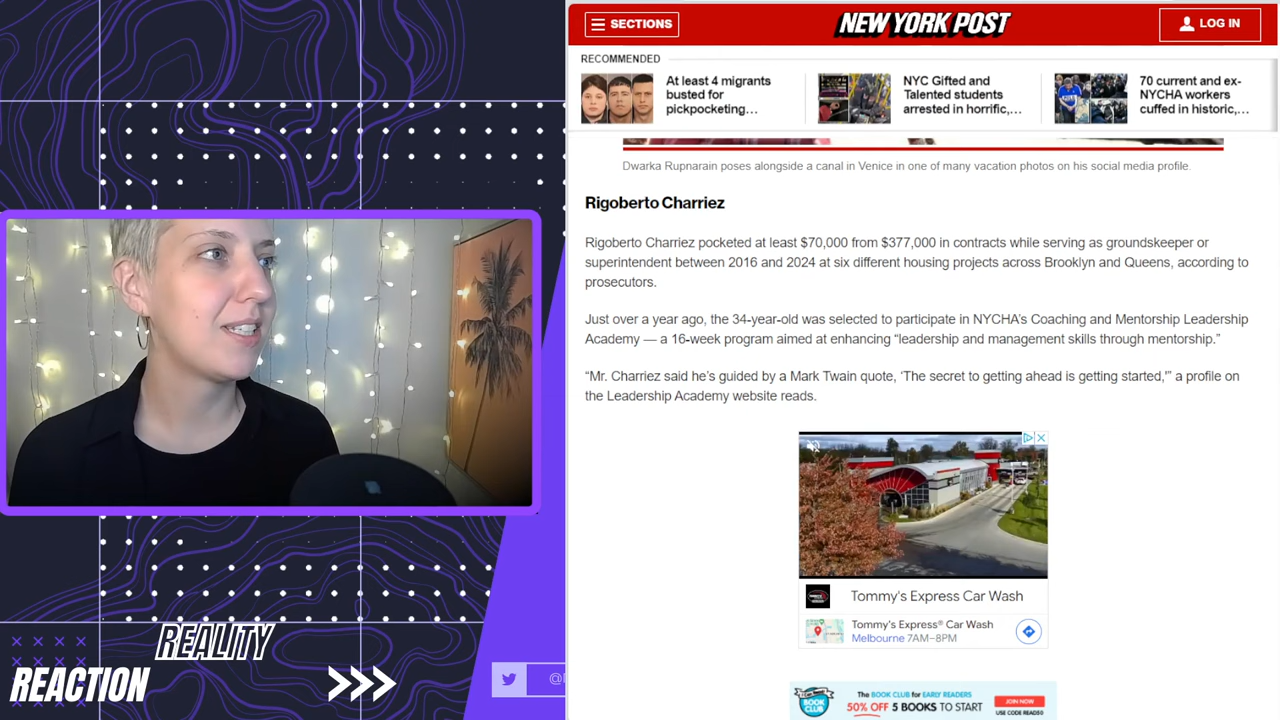 SECTIONS
NEW YORK POST
LOG IN
RECOMMENDED
At least 4 migrants
busted for
pickpocketing…
NYC Gifted and
Talented students
arrested in horrific,…
70 current and ex-
NYCHA workers
cuffed in historic,…
Dwarka Rupnarain poses alongside a canal in Venice in one of many vacation photos on his social media profile.
Rigoberto Charriez
Rigoberto Charriez pocketed at least $70,000 from $377,000 in contracts while serving as groundskeeper or
superintendent between 2016 and 2024 at six different housing projects across Brooklyn and Queens, according to
prosecutors.
Just over a year ago, the 34-year-old was selected to participate in NYCHA’s Coaching and Mentorship Leadership
Academy — a 16-week program aimed at enhancing “leadership and management skills through mentorship.”
“Mr. Charriez said he’s guided by a Mark Twain quote, ‘The secret to getting ahead is getting started,'” a profile on
the Leadership Academy website reads.
Tommy's Express Car Wash
Tommy's Express® Car Wash
Melbourne 7AM–8PM
BOOK CLUB
The BOOK CLUB for EARLY READERS
50% OFF 5 BOOKS TO START
JOIN NOW
USE CODE READ50
REALITY
REACTION